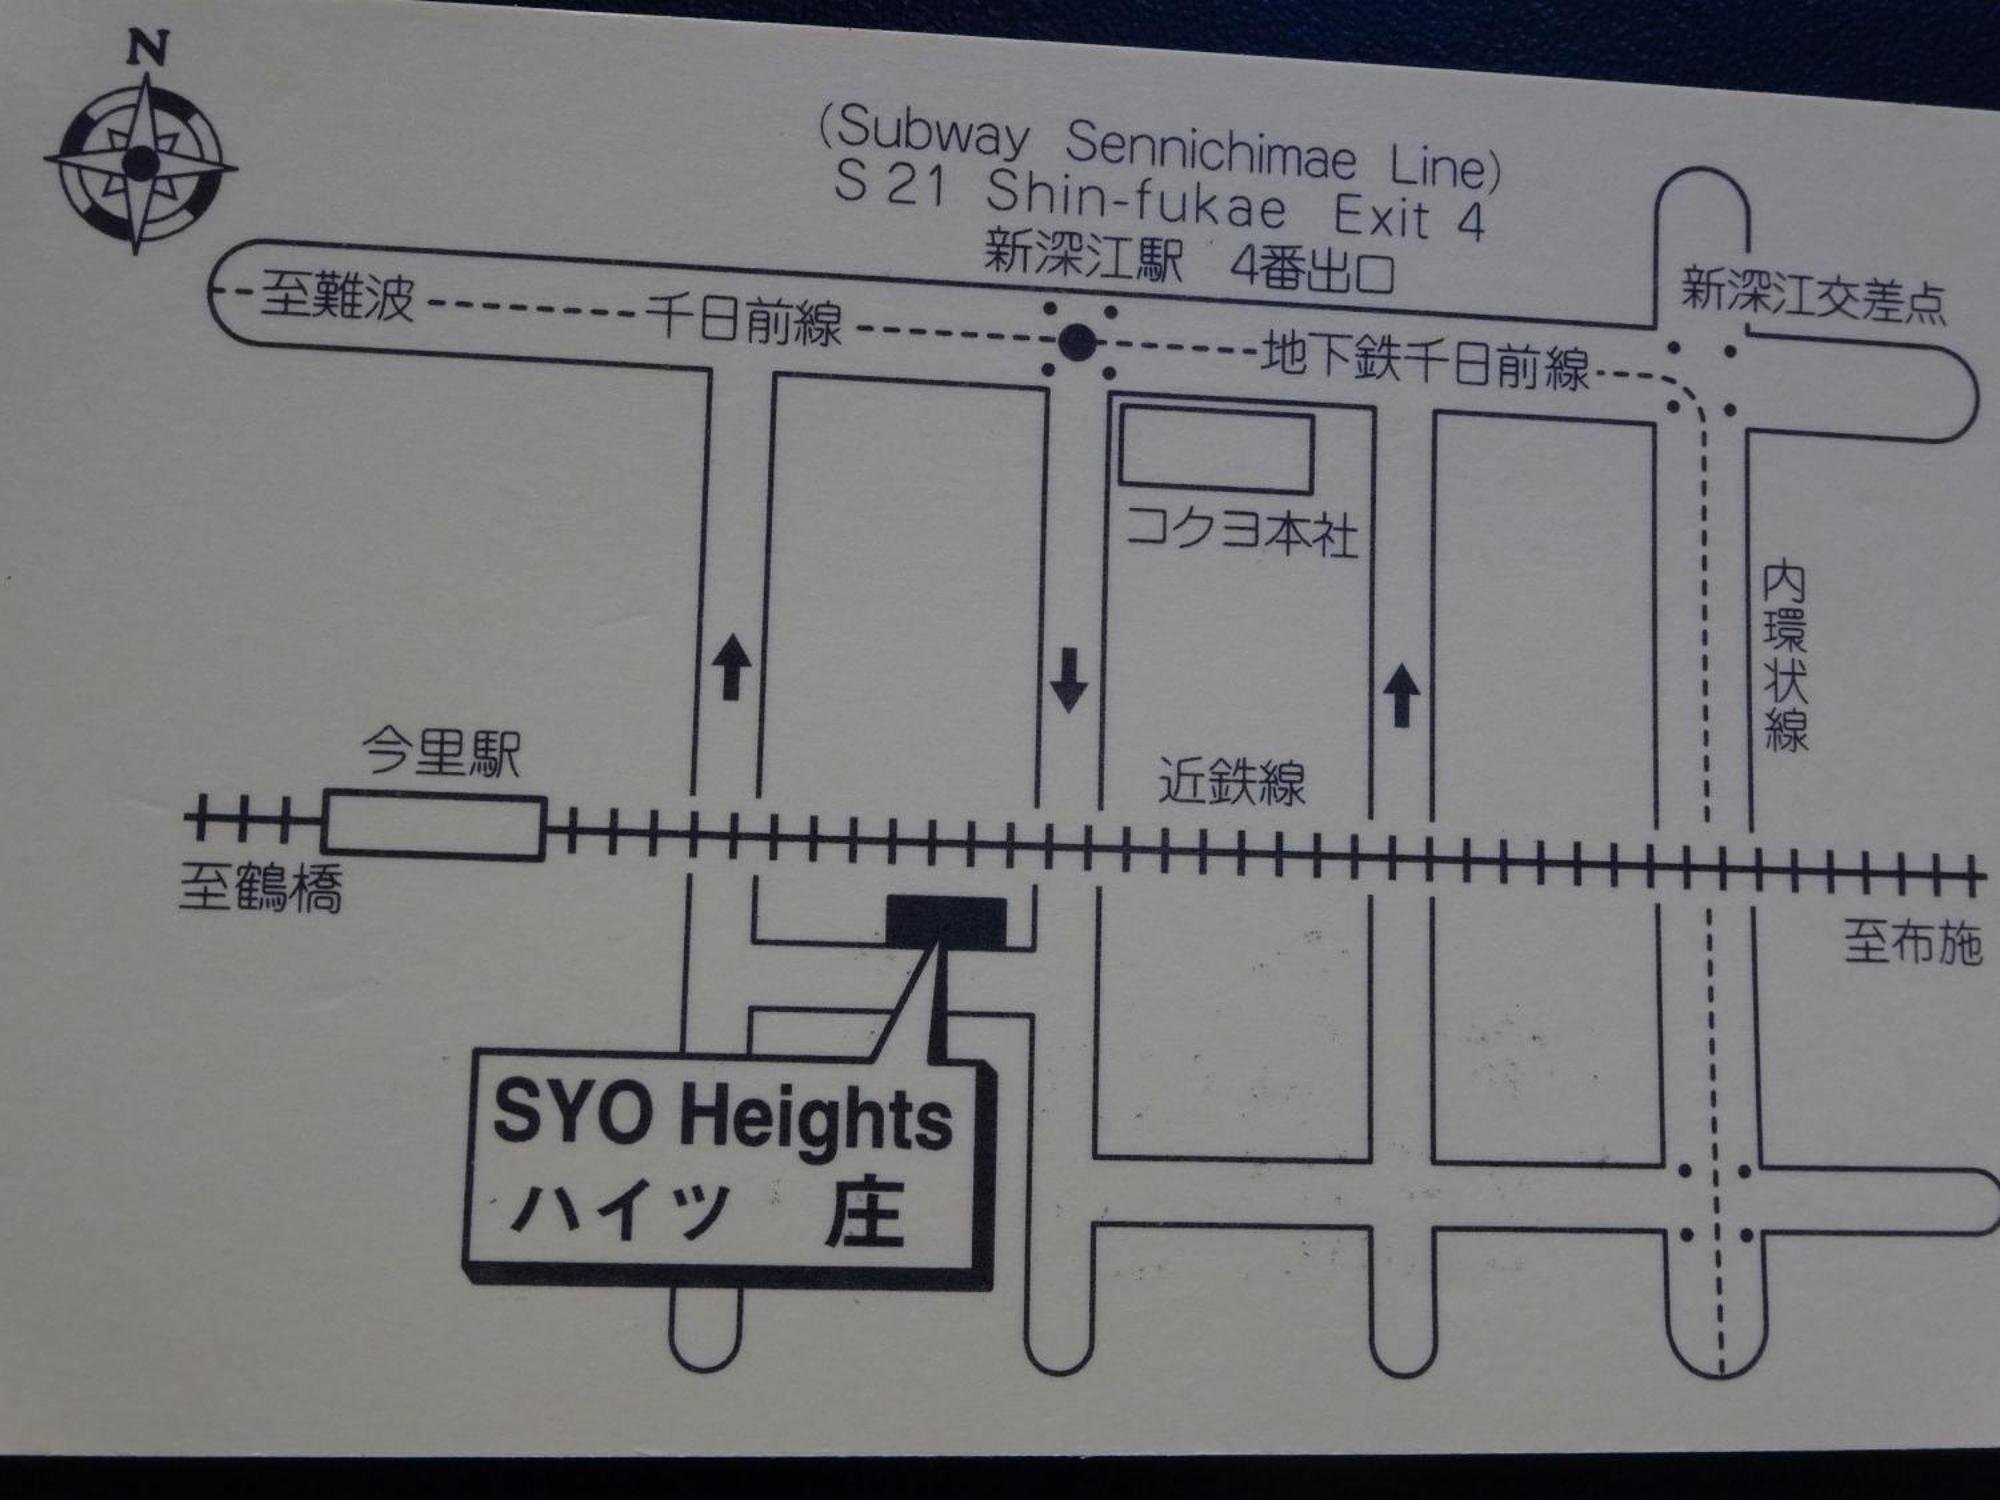 N
(Subway Sennichimae Line)
S21 Shin-fukae Exit 4
新深江駅 4番出口
新深江交差点
至難波
千日前線
地下鉄千日前線
コクヨ本社
内環状線
今里駅
近鉄線
至鶴橋
至布施
SYO Heights
ハイツ 庄